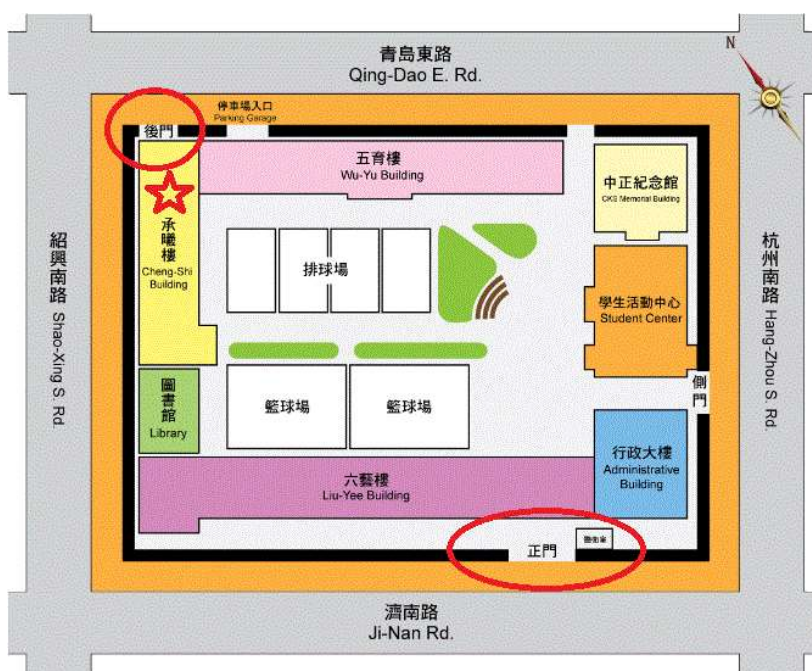 青島東路
Qing-Dao E. Rd.
N
停車場入口
Parking Garage
後門
五育樓
Wu-Yu Building
中正紀念館
CKS Memorial Building
承曦樓
Cheng-Shi
Building
排球場
學生活動中心
Student Center
紹興南路 Shao-Xing S. Rd.
杭州南路 Hang-Zhou S. Rd.
側門
圖書館
Library
籃球場
籃球場
行政大樓
Administrative
Building
六藝樓
Liu-Yee Building
警衛室
正門
濟南路
Ji-Nan Rd.